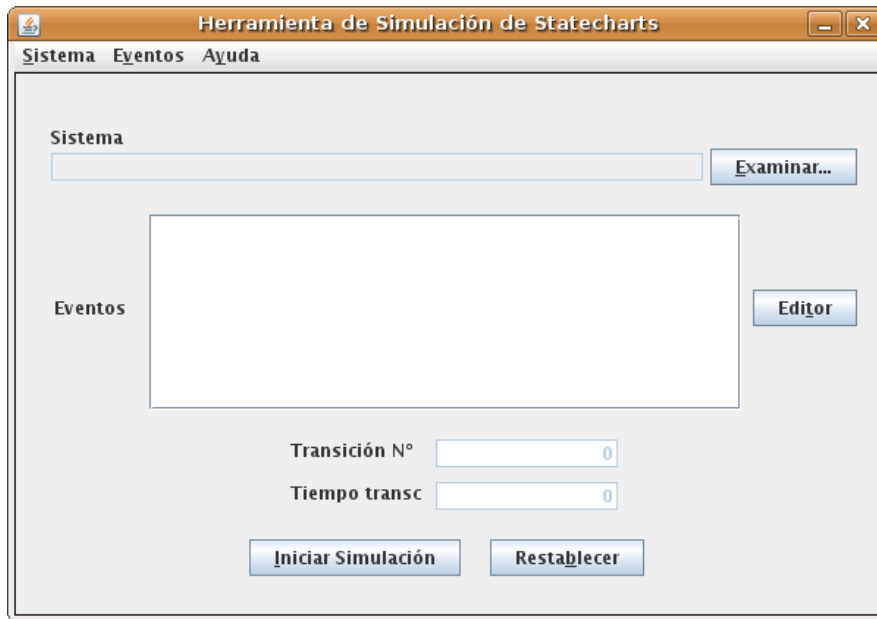 Herramienta de Simulación de Statecharts
Sistema Eventos Ayuda
Sistema
Examinar...
Eventos
Editor
Transición N° 0
Tiempo transc 0
Iniciar Simulación Restablecer